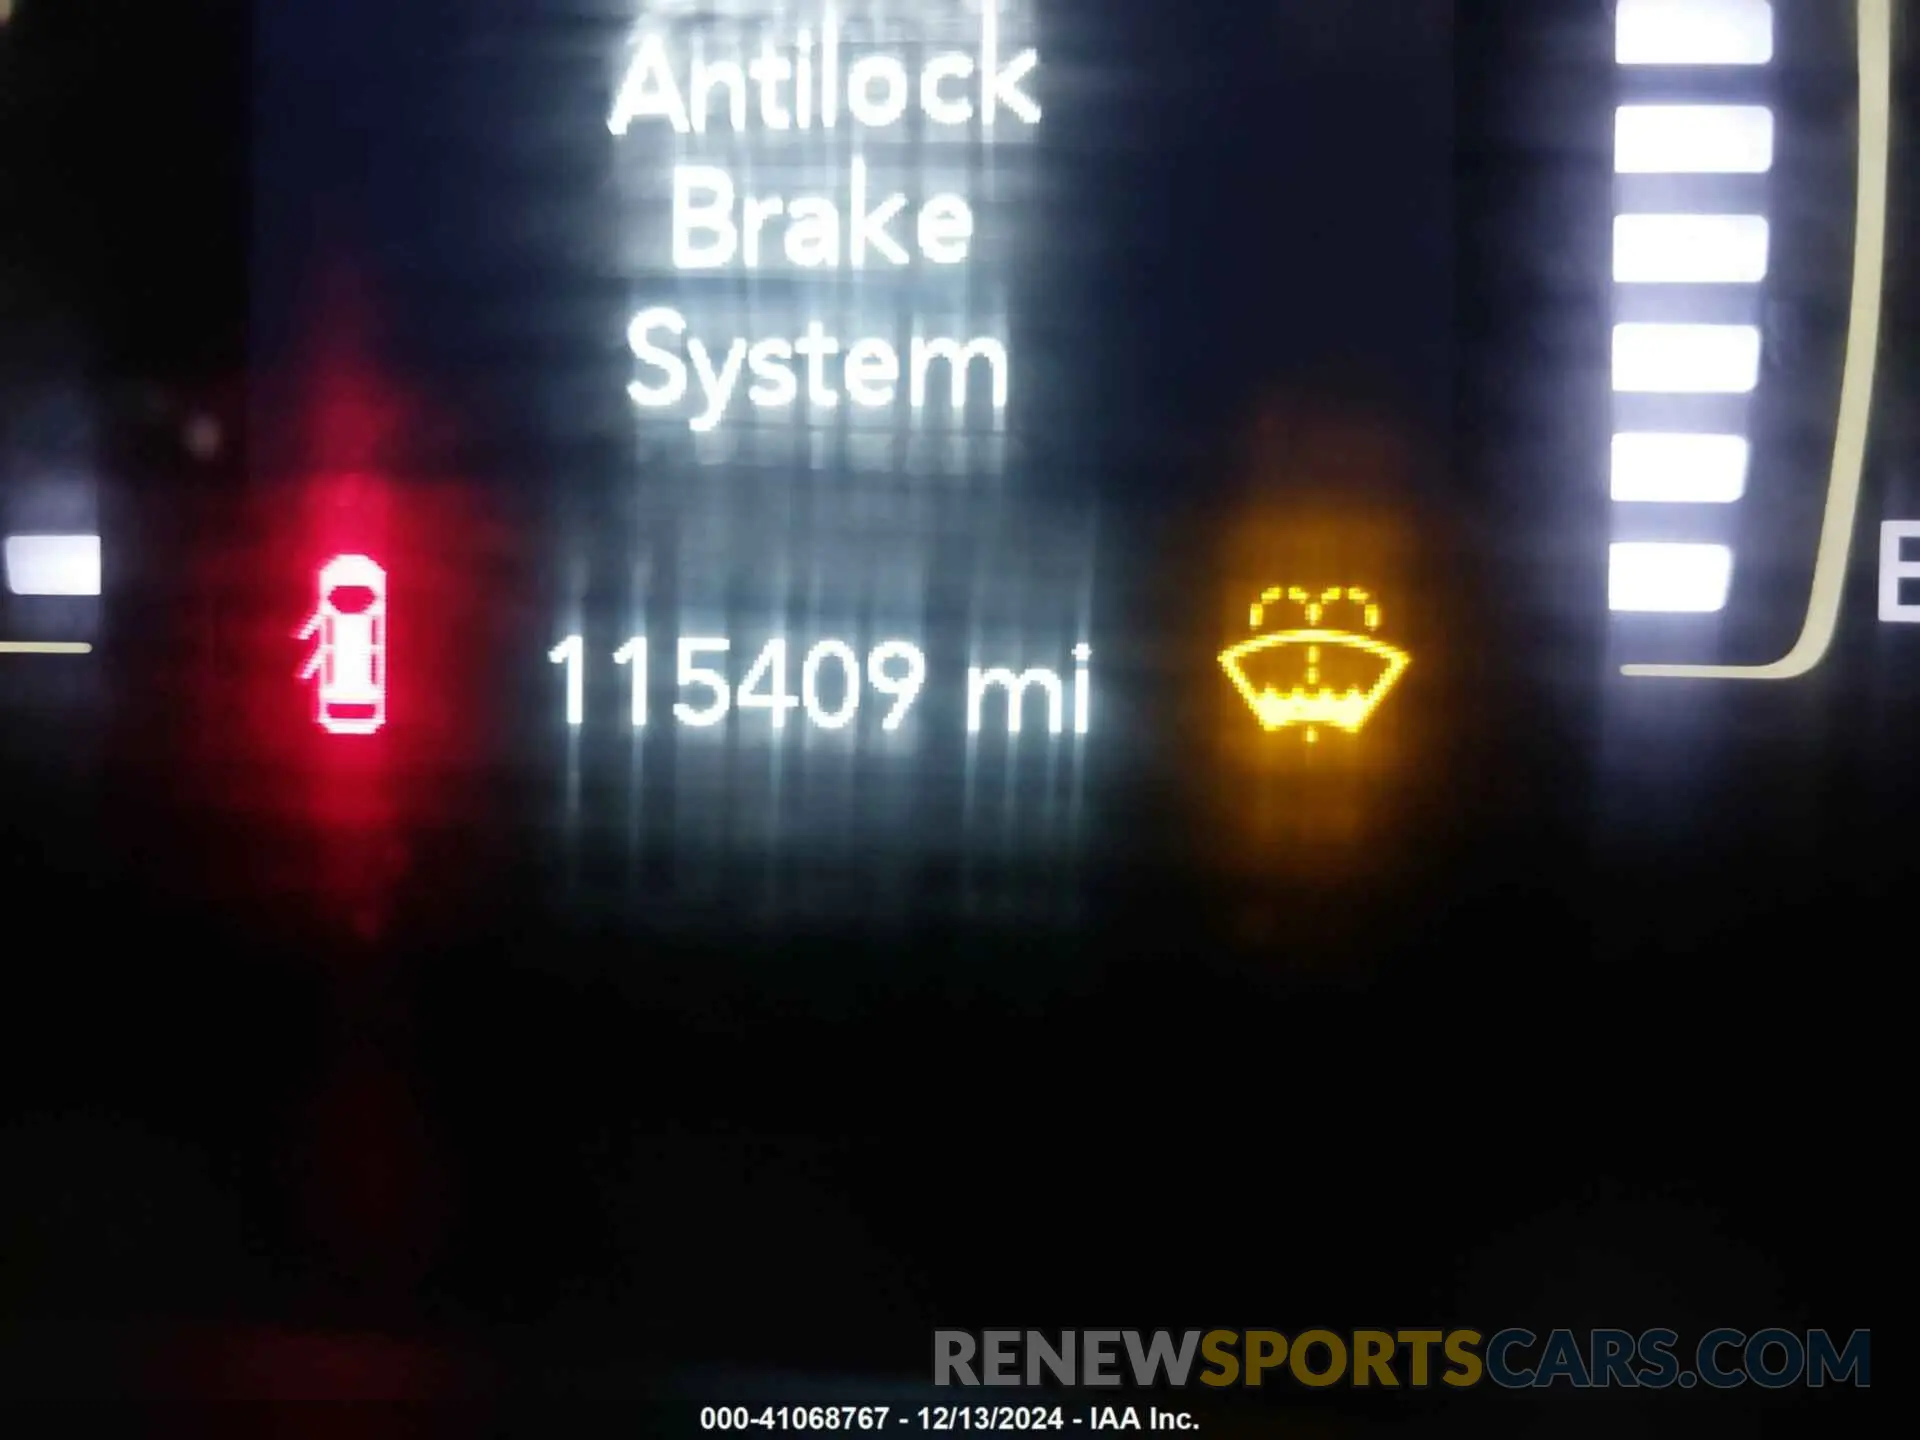 Antilock
Brake
System
115409 mi
E
RENEWSPORTSCARS.COM
000-41068767 - 12/13/2024 - IAA Inc.